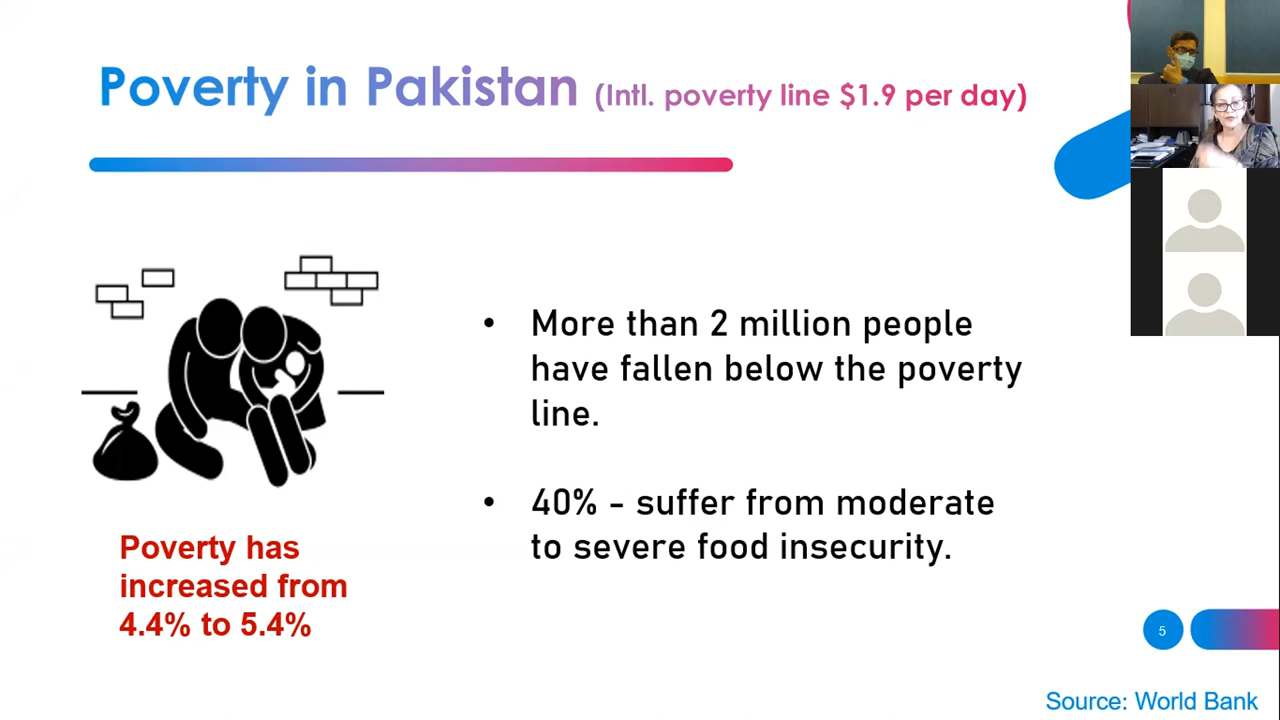 Poverty in Pakistan (Intl. poverty line $1.9 per day)
• More than 2 million people
have fallen below the poverty
line.
• 40% - suffer from moderate
to severe food insecurity.
Poverty has
increased from
4.4% to 5.4%
5
Source: World Bank